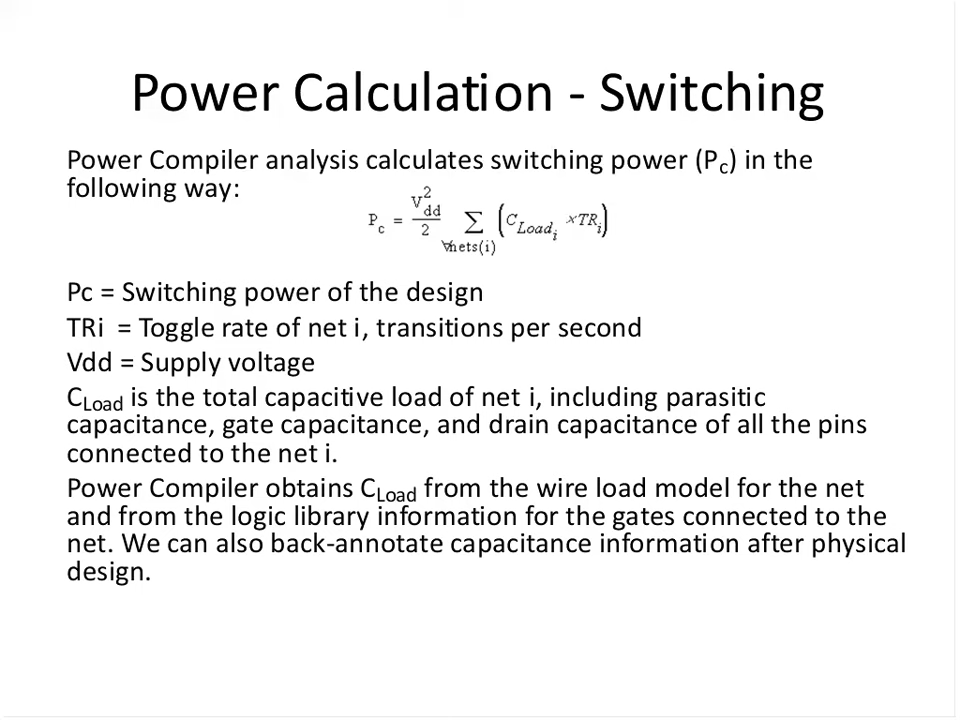 Power Calculation - Switching
Power Compiler analysis calculates switching power (Pc) in the
following way:
Pc = V²dd/2 ∑∀nets(i) (CLoadi × TRi)
Pc = Switching power of the design
TRi = Toggle rate of net i, transitions per second
Vdd = Supply voltage
CLoad is the total capacitive load of net i, including parasitic
capacitance, gate capacitance, and drain capacitance of all the pins
connected to the net i.
Power Compiler obtains CLoad from the wire load model for the net
and from the logic library information for the gates connected to the
net. We can also back-annotate capacitance information after physical
design.